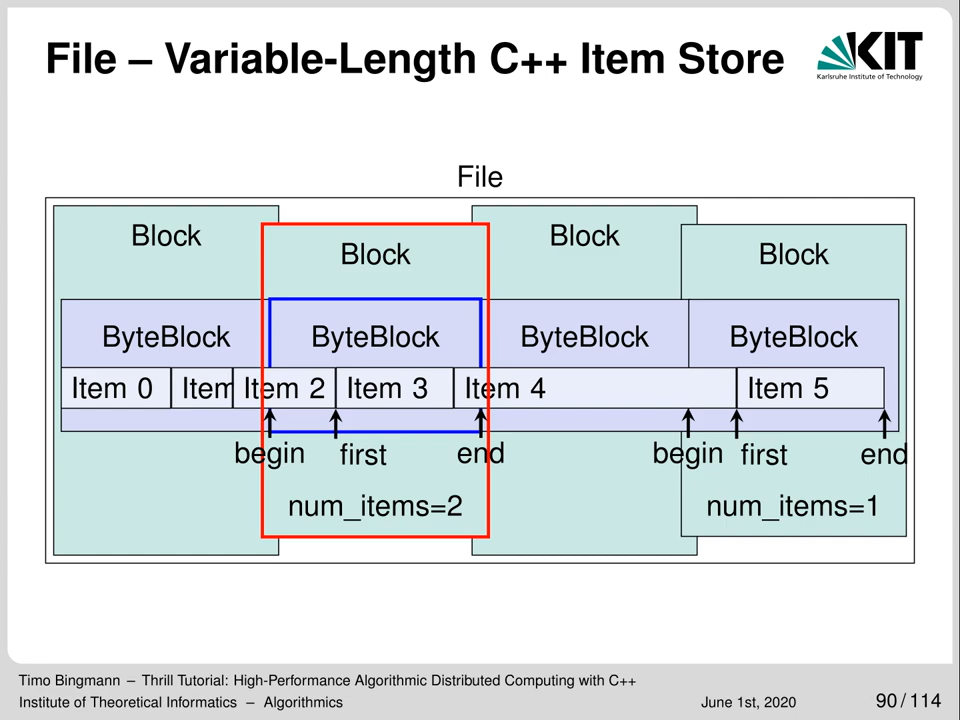 File – Variable-Length C++ Item Store
KIT
Karlsruhe Institute of Technology
File
Block
Block
Block
Block
ByteBlock
ByteBlock
ByteBlock
ByteBlock
Item 0
Item
Item 2
Item 3
Item 4
Item 5
begin
first
end
begin
first
end
num_items=2
num_items=1
Timo Bingmann – Thrill Tutorial: High-Performance Algorithmic Distributed Computing with C++
Institute of Theoretical Informatics – Algorithmics
June 1st, 2020
90 / 114